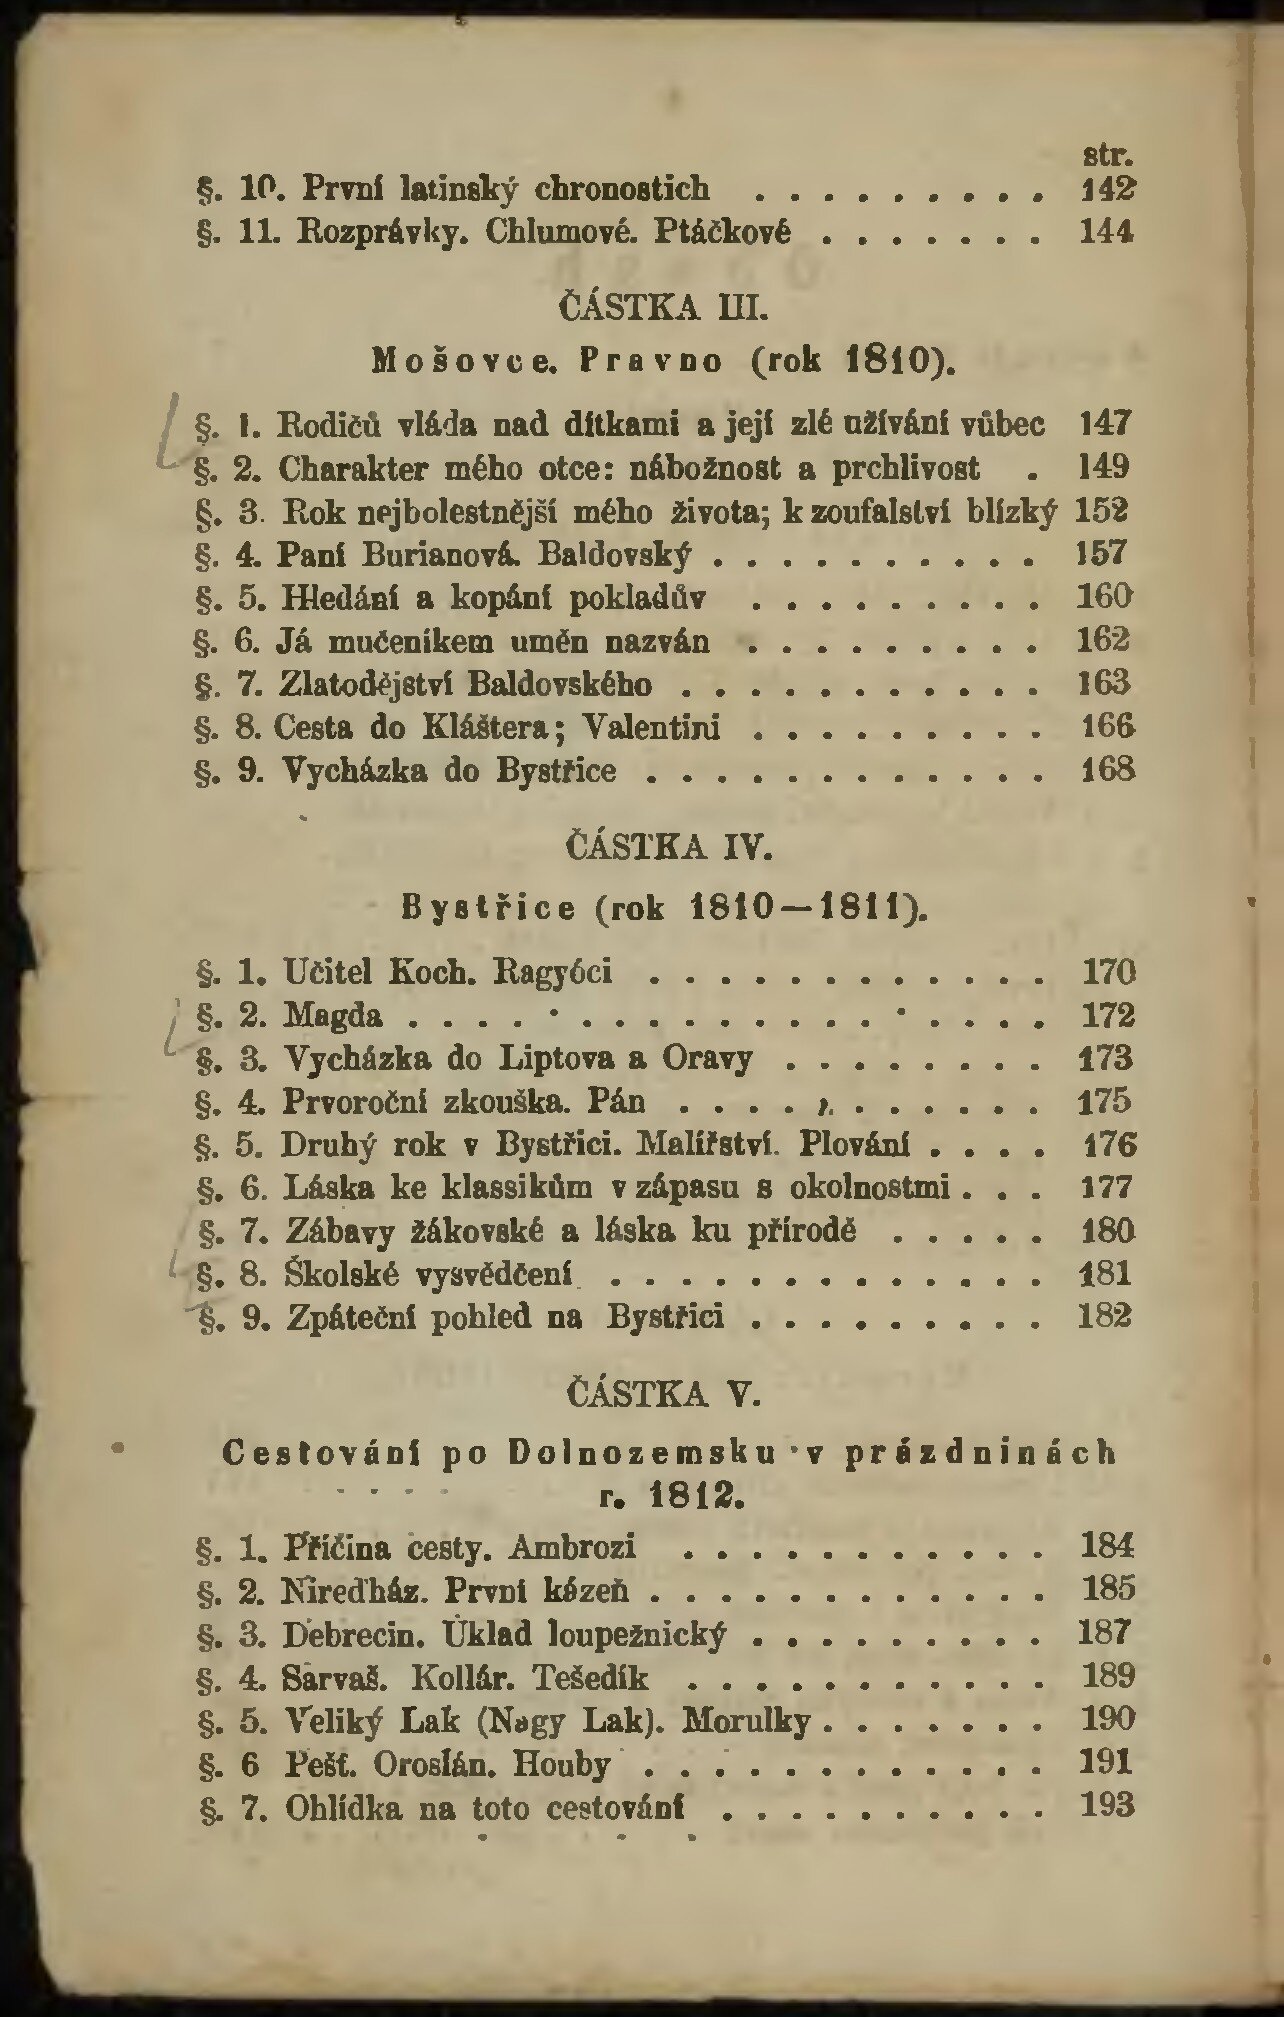 str.
§. 10. První latinský chronostich . . . . . . . . . 142
§. 11. Rozprávky. Chlumové. Ptáčkové . . . . . . . 144
ČÁSTKA III.
Mošovce. Pravno (rok 1810).
§. 1. Rodičů vláda nad dítkami a její zlé užívání vůbec 147
§. 2. Charakter mého otce: nábožnost a prchlivost . 149
§. 3. Rok nejbolestnější mého života; k zoufalství blízký 152
§. 4. Paní Burianová. Baldovský . . . . . . . . . . 157
§. 5. Hledání a kopání pokladův . . . . . . . . . 160
§. 6. Já mučeníkem uměn nazván . . . . . . . . . 162
§. 7. Zlatodějství Baldovského . . . . . . . . . . . 163
§. 8. Cesta do Kláštera; Valentini . . . . . . . . . 166
§. 9. Vycházka do Bystřice . . . . . . . . . . . . 168
ČÁSTKA IV.
Bystřice (rok 1810—1811).
§. 1. Učitel Koch. Ragyóci . . . . . . . . . . . . 170
§. 2. Magda . . . . . . . . . . . . . . . . . . . 172
§. 3. Vycházka do Liptova a Oravy . . . . . . . . 173
§. 4. Prvoroční zkouška. Pán . . . . . . . . . . . 175
§. 5. Druhý rok v Bystřici. Malířství. Plování . . . . 176
§. 6. Láska ke klassikům v zápasu s okolnostmi . . . 177
§. 7. Zábavy žákovské a láska ku přírodě . . . . . 180
§. 8. Školské vysvědčení . . . . . . . . . . . . . 181
§. 9. Zpáteční pohled na Bystřici . . . . . . . . . 182
ČÁSTKA V.
Cestování po Dolnozemsku v prázdninách
r. 1812.
§. 1. Příčina cesty. Ambrozi . . . . . . . . . . . 184
§. 2. Nireďház. První kázeň . . . . . . . . . . . . 185
§. 3. Debrecin. Úklad loupežnický . . . . . . . . . 187
§. 4. Sarvaš. Kollár. Tešedík . . . . . . . . . . . 189
§. 5. Veliký Lak (Nagy Lak). Morulky . . . . . . . 190
§. 6 Pešť. Oroslán. Houby . . . . . . . . . . . . 191
§. 7. Ohlídka na toto cestování . . . . . . . . . . 193